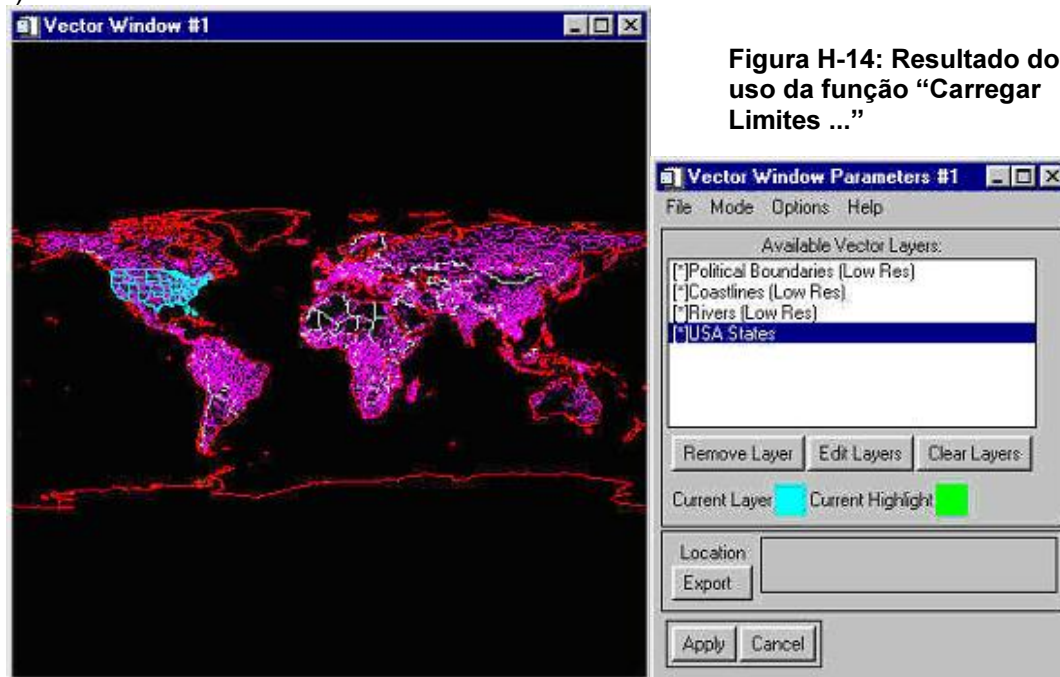 )
Vector Window #1
Figura H-14: Resultado do
uso da função “Carregar
Limites ...”
Vector Window Parameters #1
File Mode Options Help
Available Vector Layers:
[*]Political Boundaries (Low Res)
[*]Coastlines (Low Res)
[*]Rivers (Low Res)
[*]USA States
Remove Layer Edit Layers Clear Layers
Current Layer Current Highlight
Location
Export
Apply Cancel